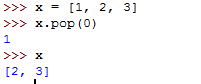 >>> x = [1, 2, 3]
>>> x.pop(0)
1
>>> x
[2, 3]